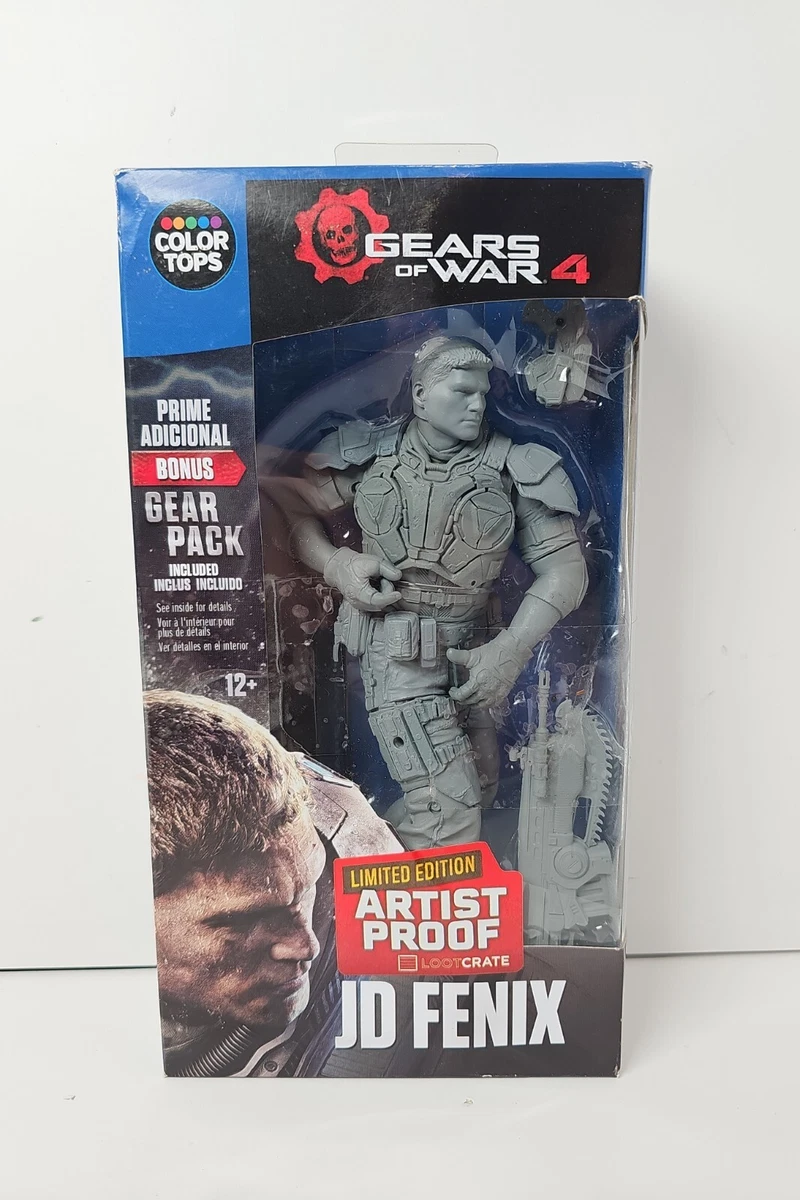 COLOR
TOPS
GEARS
OF WAR 4
PRIME
ADICIONAL
BONUS
GEAR
PACK
INCLUDED
INCLUS INCLUIDO
See inside for details
Voir à l'intérieur pour
plus de détails
Ver detalles en el interior
12+
LIMITED EDITION
ARTIST
PROOF
LOOTCRATE
JD FENIX